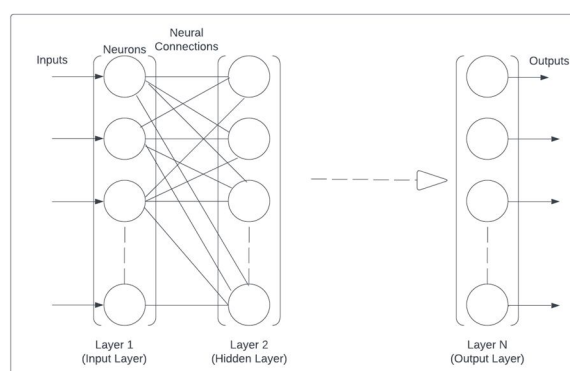 Neural
Connections
Neurons
Inputs
Outputs
Layer 1
(Input Layer)
Layer 2
(Hidden Layer)
Layer N
(Output Layer)